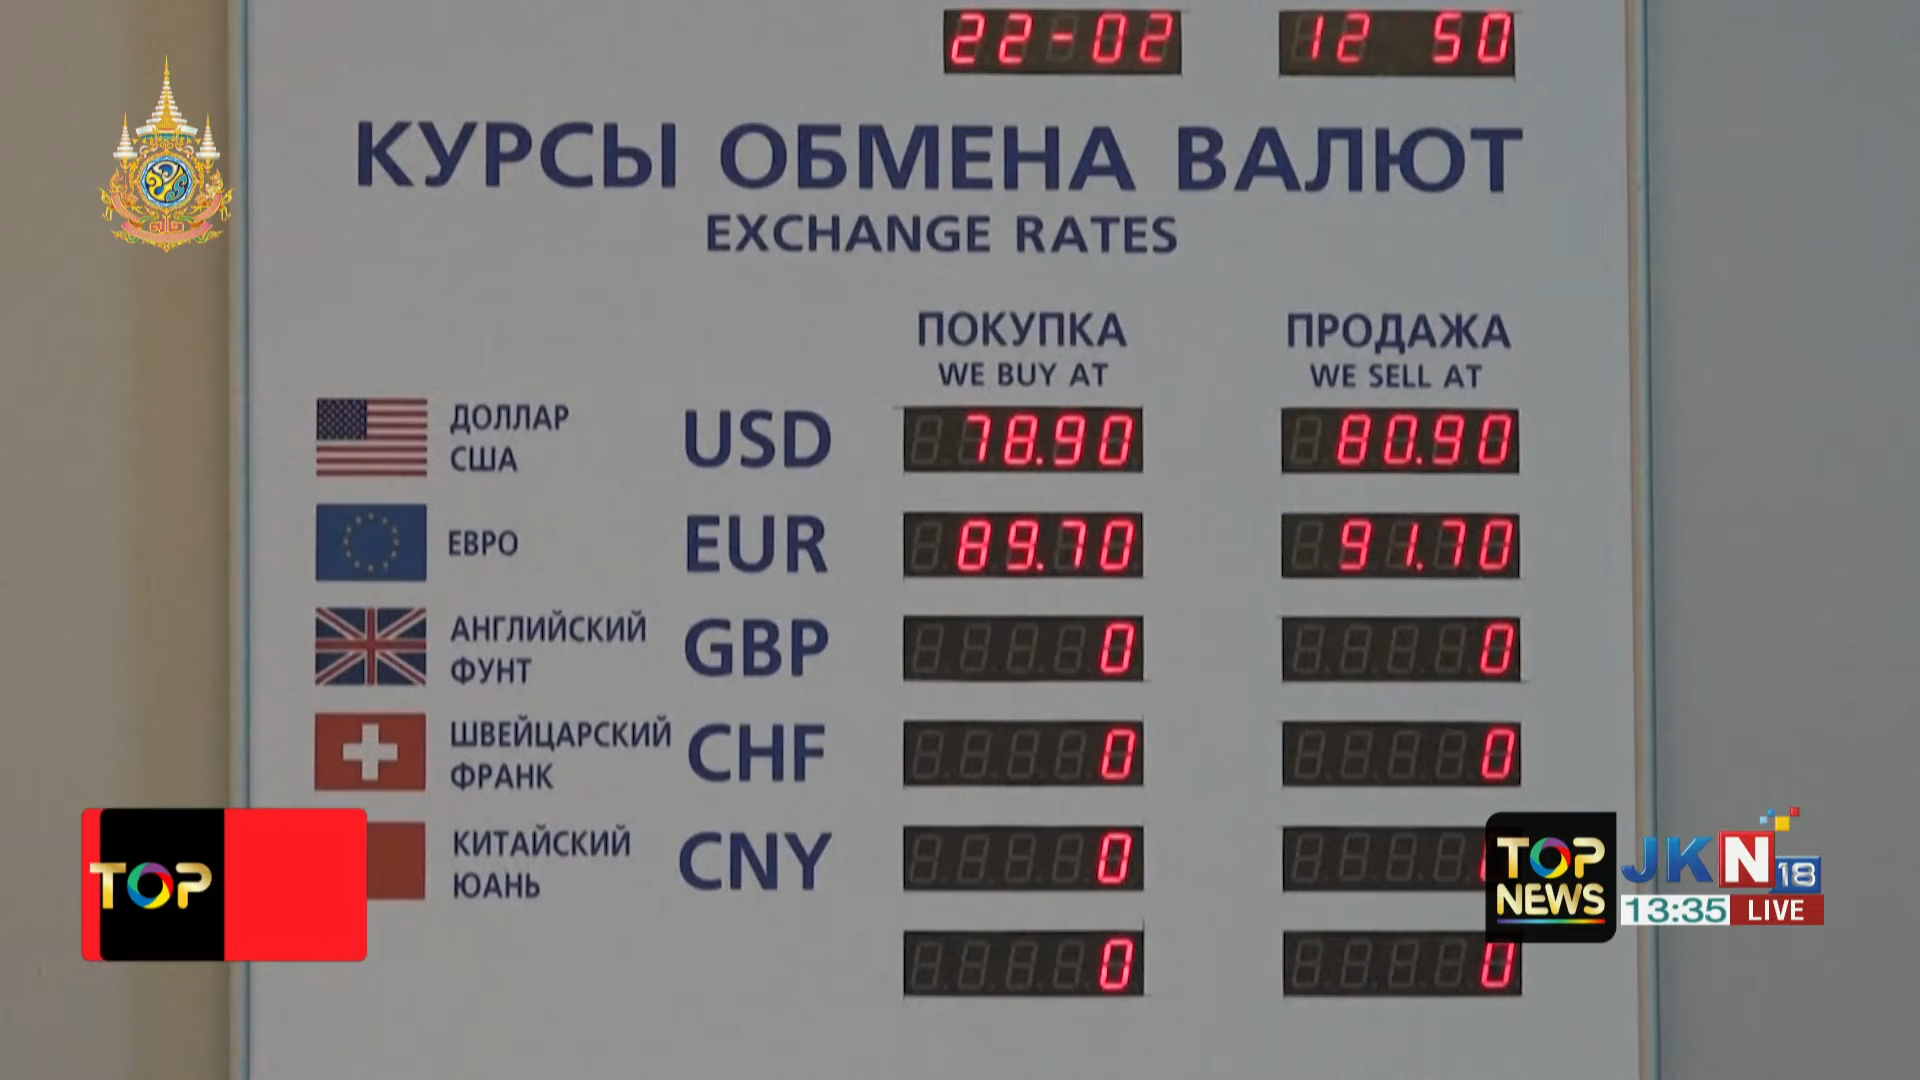 22-02 12 50
КУРСЫ ОБМЕНА ВАЛЮТ
EXCHANGE RATES
ПОКУПКА ПРОДАЖА
WE BUY AT WE SELL AT
ДОЛЛАР США USD 78.90 80.90
ЕВРО EUR 89.70 91.70
АНГЛИЙСКИЙ ФУНТ GBP 0 0
ШВЕЙЦАРСКИЙ ФРАНК CHF 0 0
КИТАЙСКИЙ ЮАНЬ CNY 0
0 0
TOP
TOP NEWS
JKN 18
13:35 LIVE